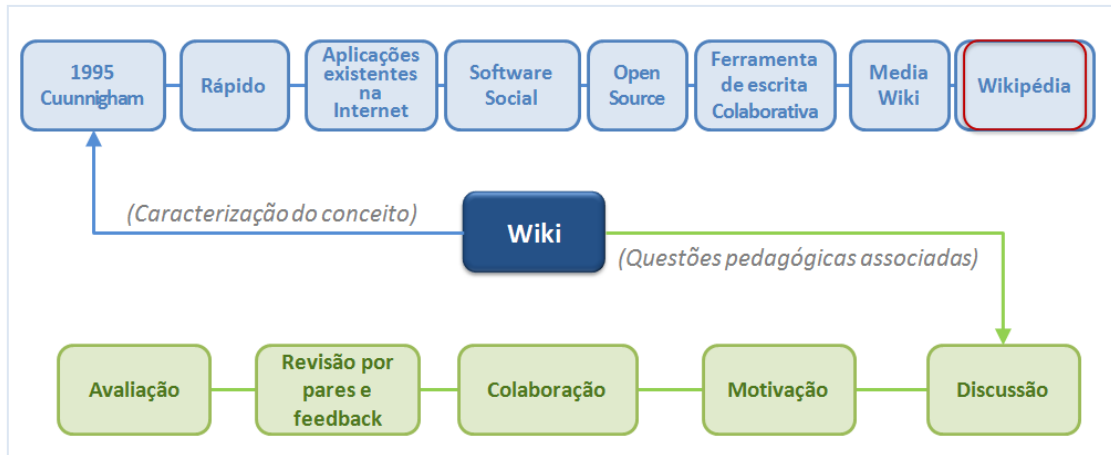 1995
Cuunnigham
Rápido
Aplicações
existentes
na
Internet
Software
Social
Open
Source
Ferramenta
de escrita
Colaborativa
Media
Wiki
Wikipédia
(Caracterização do conceito)
Wiki
(Questões pedagógicas associadas)
Avaliação
Revisão por
pares e
feedback
Colaboração
Motivação
Discussão